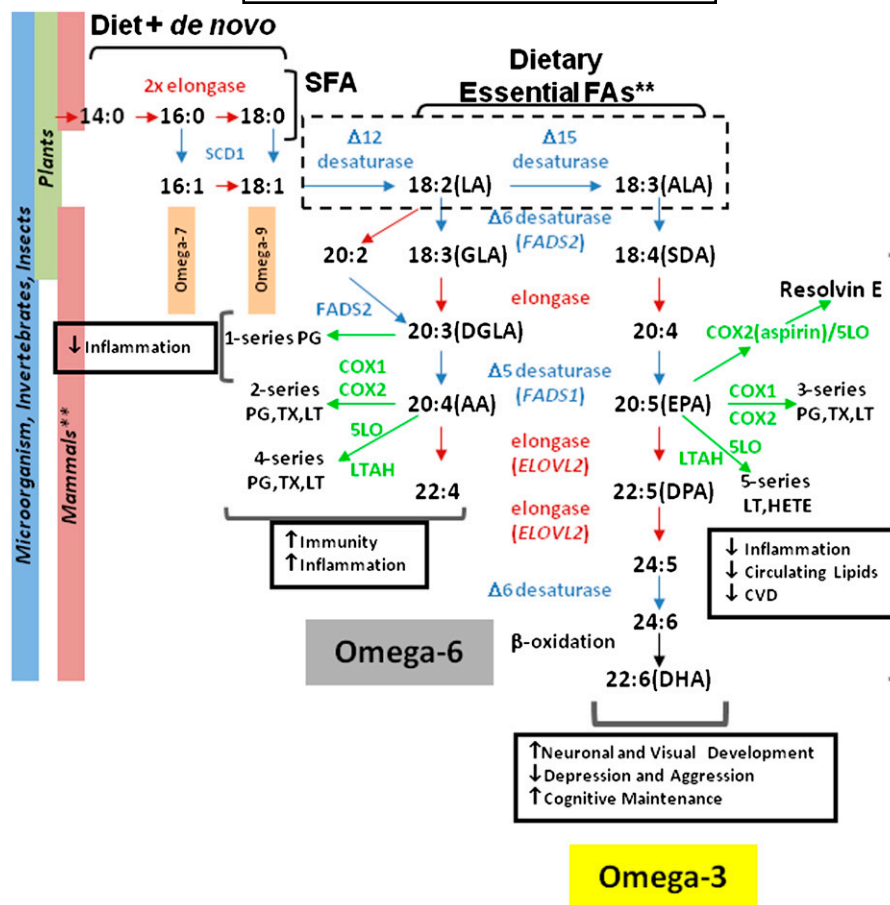 Diet + de novo
2x elongase
SFA
14:0 16:0 18:0
SCD1
16:1 18:1
Dietary
Essential FAs**
Δ12
desaturase
Δ15
desaturase
18:2(LA) 18:3(ALA)
Δ6 desaturase
(FADS2)
20:2 18:3(GLA) 18:4(SDA)
Omega-7
Omega-9
FADS2
elongase
Resolvin E
↓ Inflammation
1-series PG
20:3(DGLA) 20:4
COX2(aspirin)/5LO
COX1
COX2
Δ5 desaturase
(FADS1)
2-series
PG,TX,LT
20:4(AA) 20:5(EPA)
COX1
COX2
3-series
PG,TX,LT
5LO
LTAH
4-series
PG,TX,LT
elongase
(ELOVL2)
LTAH
5LO
22:4 22:5(DPA)
5-series
LT,HETE
elongase
(ELOVL2)
↑Immunity
↑Inflammation
↓ Inflammation
↓ Circulating Lipids
↓ CVD
24:5
Δ6 desaturase
24:6
Omega-6
β-oxidation
22:6(DHA)
↑Neuronal and Visual Development
↓Depression and Aggression
↑Cognitive Maintenance
Omega-3
Microorganism, Invertebrates, Insects
Plants
Mammals**